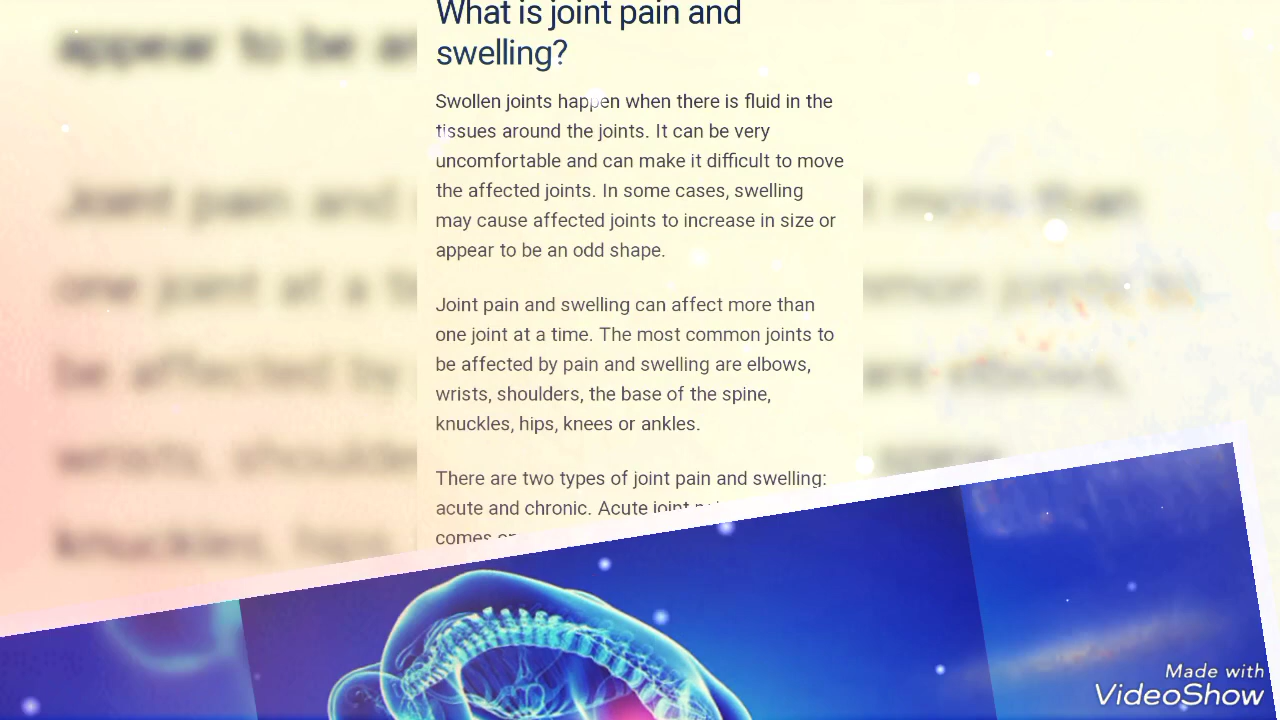 What is joint pain and
swelling?
Swollen joints happen when there is fluid in the
tissues around the joints. It can be very
uncomfortable and can make it difficult to move
the affected joints. In some cases, swelling
may cause affected joints to increase in size or
appear to be an odd shape.
Joint pain and swelling can affect more than
one joint at a time. The most common joints to
be affected by pain and swelling are elbows,
wrists, shoulders, the base of the spine,
knuckles, hips, knees or ankles.
There are two types of joint pain and swelling:
acute and chronic. Acute joint
comes
Made with
VideoShow